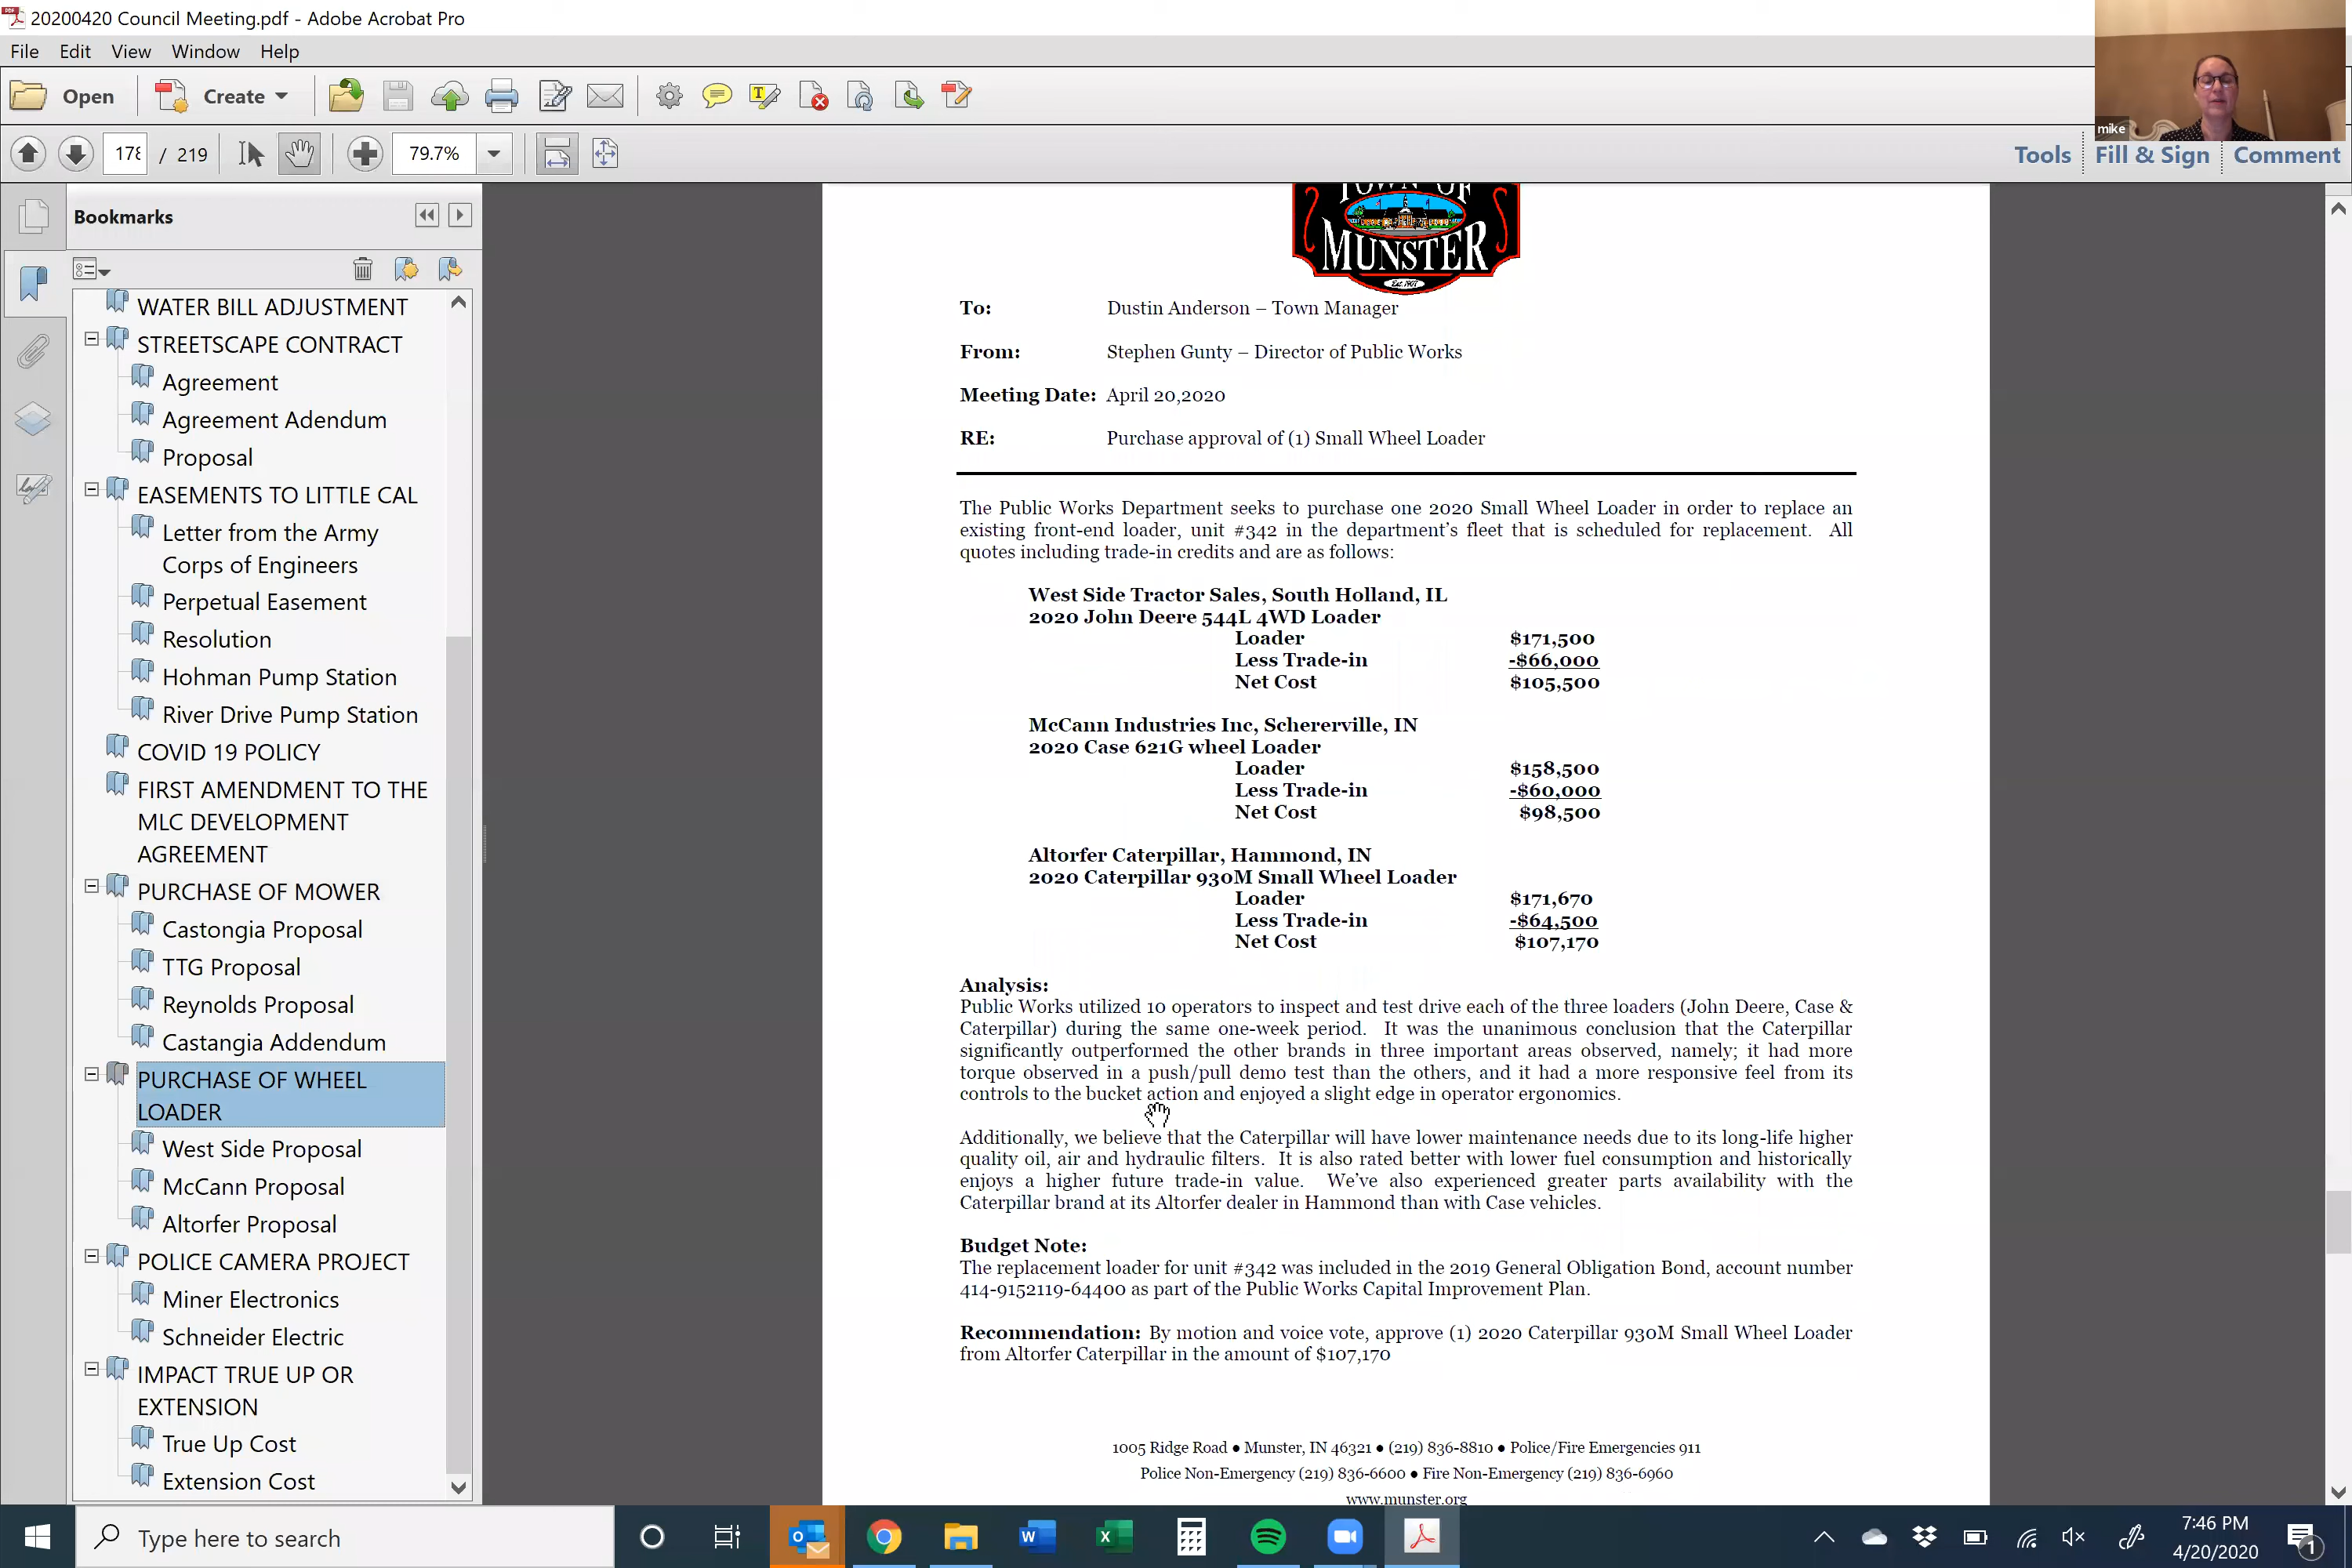 20200420 Council Meeting.pdf - Adobe Acrobat Pro
File Edit View Window Help
Open Create
mike
178 / 219 79.7%
Tools Fill & Sign Comment
Bookmarks
WATER BILL ADJUSTMENT
STREETSCAPE CONTRACT
Agreement
Agreement Adendum
Proposal
EASEMENTS TO LITTLE CAL
Letter from the Army
Corps of Engineers
Perpetual Easement
Resolution
Hohman Pump Station
River Drive Pump Station
COVID 19 POLICY
FIRST AMENDMENT TO THE
MLC DEVELOPMENT
AGREEMENT
PURCHASE OF MOWER
Castongia Proposal
TTG Proposal
Reynolds Proposal
Castangia Addendum
PURCHASE OF WHEEL
LOADER
West Side Proposal
McCann Proposal
Altorfer Proposal
POLICE CAMERA PROJECT
Miner Electronics
Schneider Electric
IMPACT TRUE UP OR
EXTENSION
True Up Cost
Extension Cost
TOWN OF
MUNSTER
Est. 1907
To: Dustin Anderson – Town Manager
From: Stephen Gunty – Director of Public Works
Meeting Date: April 20,2020
RE: Purchase approval of (1) Small Wheel Loader
The Public Works Department seeks to purchase one 2020 Small Wheel Loader in order to replace an
existing front-end loader, unit #342 in the department's fleet that is scheduled for replacement. All
quotes including trade-in credits and are as follows:
West Side Tractor Sales, South Holland, IL
2020 John Deere 544L 4WD Loader
Loader $171,500
Less Trade-in -$66,000
Net Cost $105,500
McCann Industries Inc, Schererville, IN
2020 Case 621G wheel Loader
Loader $158,500
Less Trade-in -$60,000
Net Cost $98,500
Altorfer Caterpillar, Hammond, IN
2020 Caterpillar 930M Small Wheel Loader
Loader $171,670
Less Trade-in -$64,500
Net Cost $107,170
Analysis:
Public Works utilized 10 operators to inspect and test drive each of the three loaders (John Deere, Case &
Caterpillar) during the same one-week period. It was the unanimous conclusion that the Caterpillar
significantly outperformed the other brands in three important areas observed, namely; it had more
torque observed in a push/pull demo test than the others, and it had a more responsive feel from its
controls to the bucket action and enjoyed a slight edge in operator ergonomics.
Additionally, we believe that the Caterpillar will have lower maintenance needs due to its long-life higher
quality oil, air and hydraulic filters. It is also rated better with lower fuel consumption and historically
enjoys a higher future trade-in value. We've also experienced greater parts availability with the
Caterpillar brand at its Altorfer dealer in Hammond than with Case vehicles.
Budget Note:
The replacement loader for unit #342 was included in the 2019 General Obligation Bond, account number
414-9152119-64400 as part of the Public Works Capital Improvement Plan.
Recommendation: By motion and voice vote, approve (1) 2020 Caterpillar 930M Small Wheel Loader
from Altorfer Caterpillar in the amount of $107,170
1005 Ridge Road ● Munster, IN 46321 ● (219) 836-8810 ● Police/Fire Emergencies 911
Police Non-Emergency (219) 836-6600 ● Fire Non-Emergency (219) 836-6960
www.munster.org
Type here to search
7:46 PM
4/20/2020
1